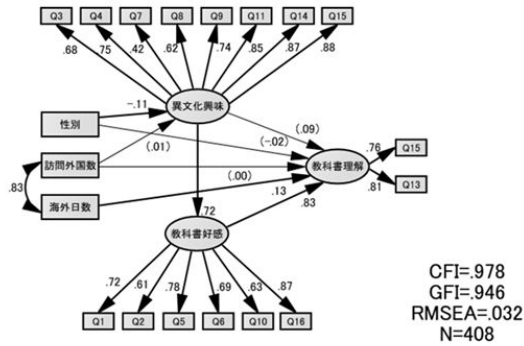 Q3 Q4 Q7 Q8 Q9 Q11 Q14 Q15
.68 .75 .42 .62 .74 .85 .87 .88
-.11
異文化興味
性別
(.09)
(-.02)
(.01)
.76
Q15
訪問外国数
教科書理解
.83
(.00)
.81
Q13
海外日数
.13
.83
.72
教科書好感
.72 .61 .78 .69 .63 .87
Q1 Q2 Q5 Q6 Q10 Q16
CFI=.978
GFI=.946
RMSEA=.032
N=408